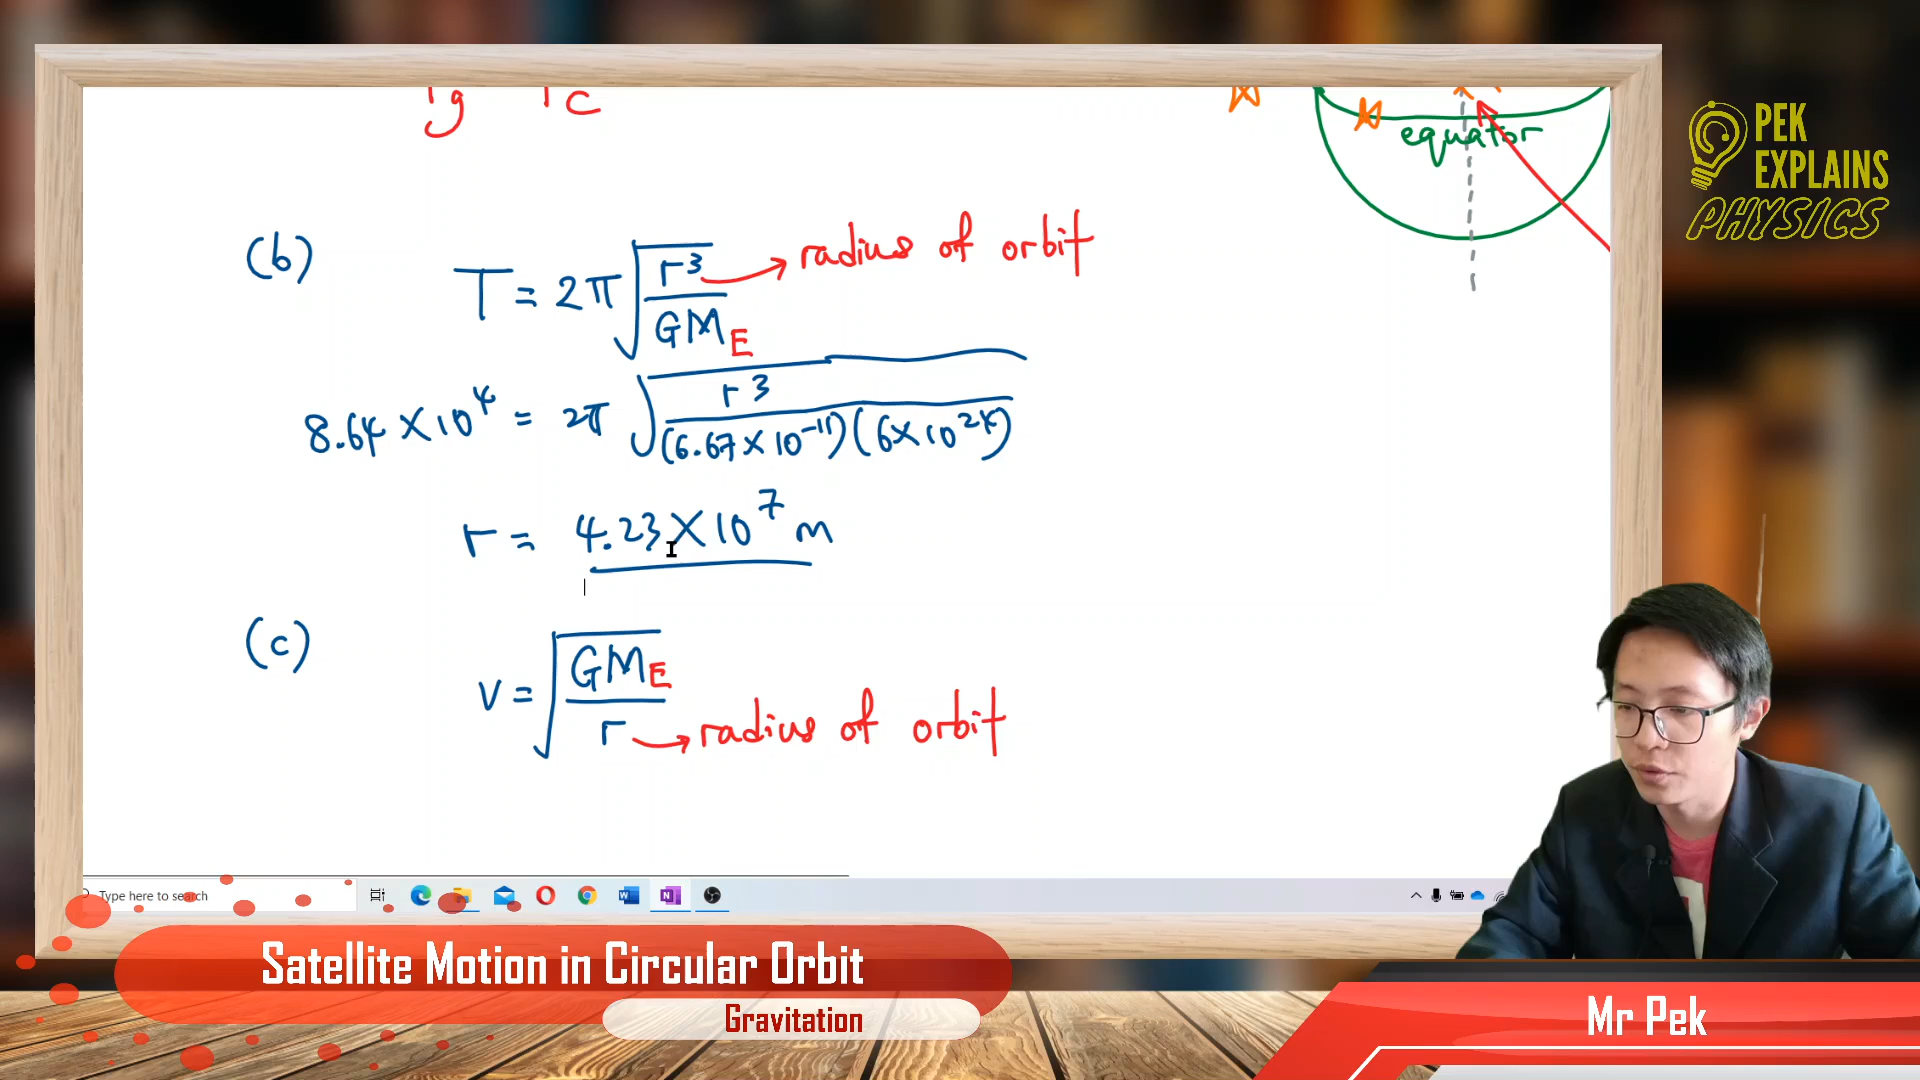 g c
equator
PEK
EXPLAINS
PHYSICS
(b)
T = 2π √(r³/GM_E) → radius of orbit
8.64 × 10⁴ = 2π √(r³/(6.67 × 10⁻¹¹)(6 × 10²⁴))
r = 4.23 × 10⁷ m
(c)
v = √(GM_E/r) → radius of orbit
Type here to search
Satellite Motion in Circular Orbit
Gravitation
Mr Pek